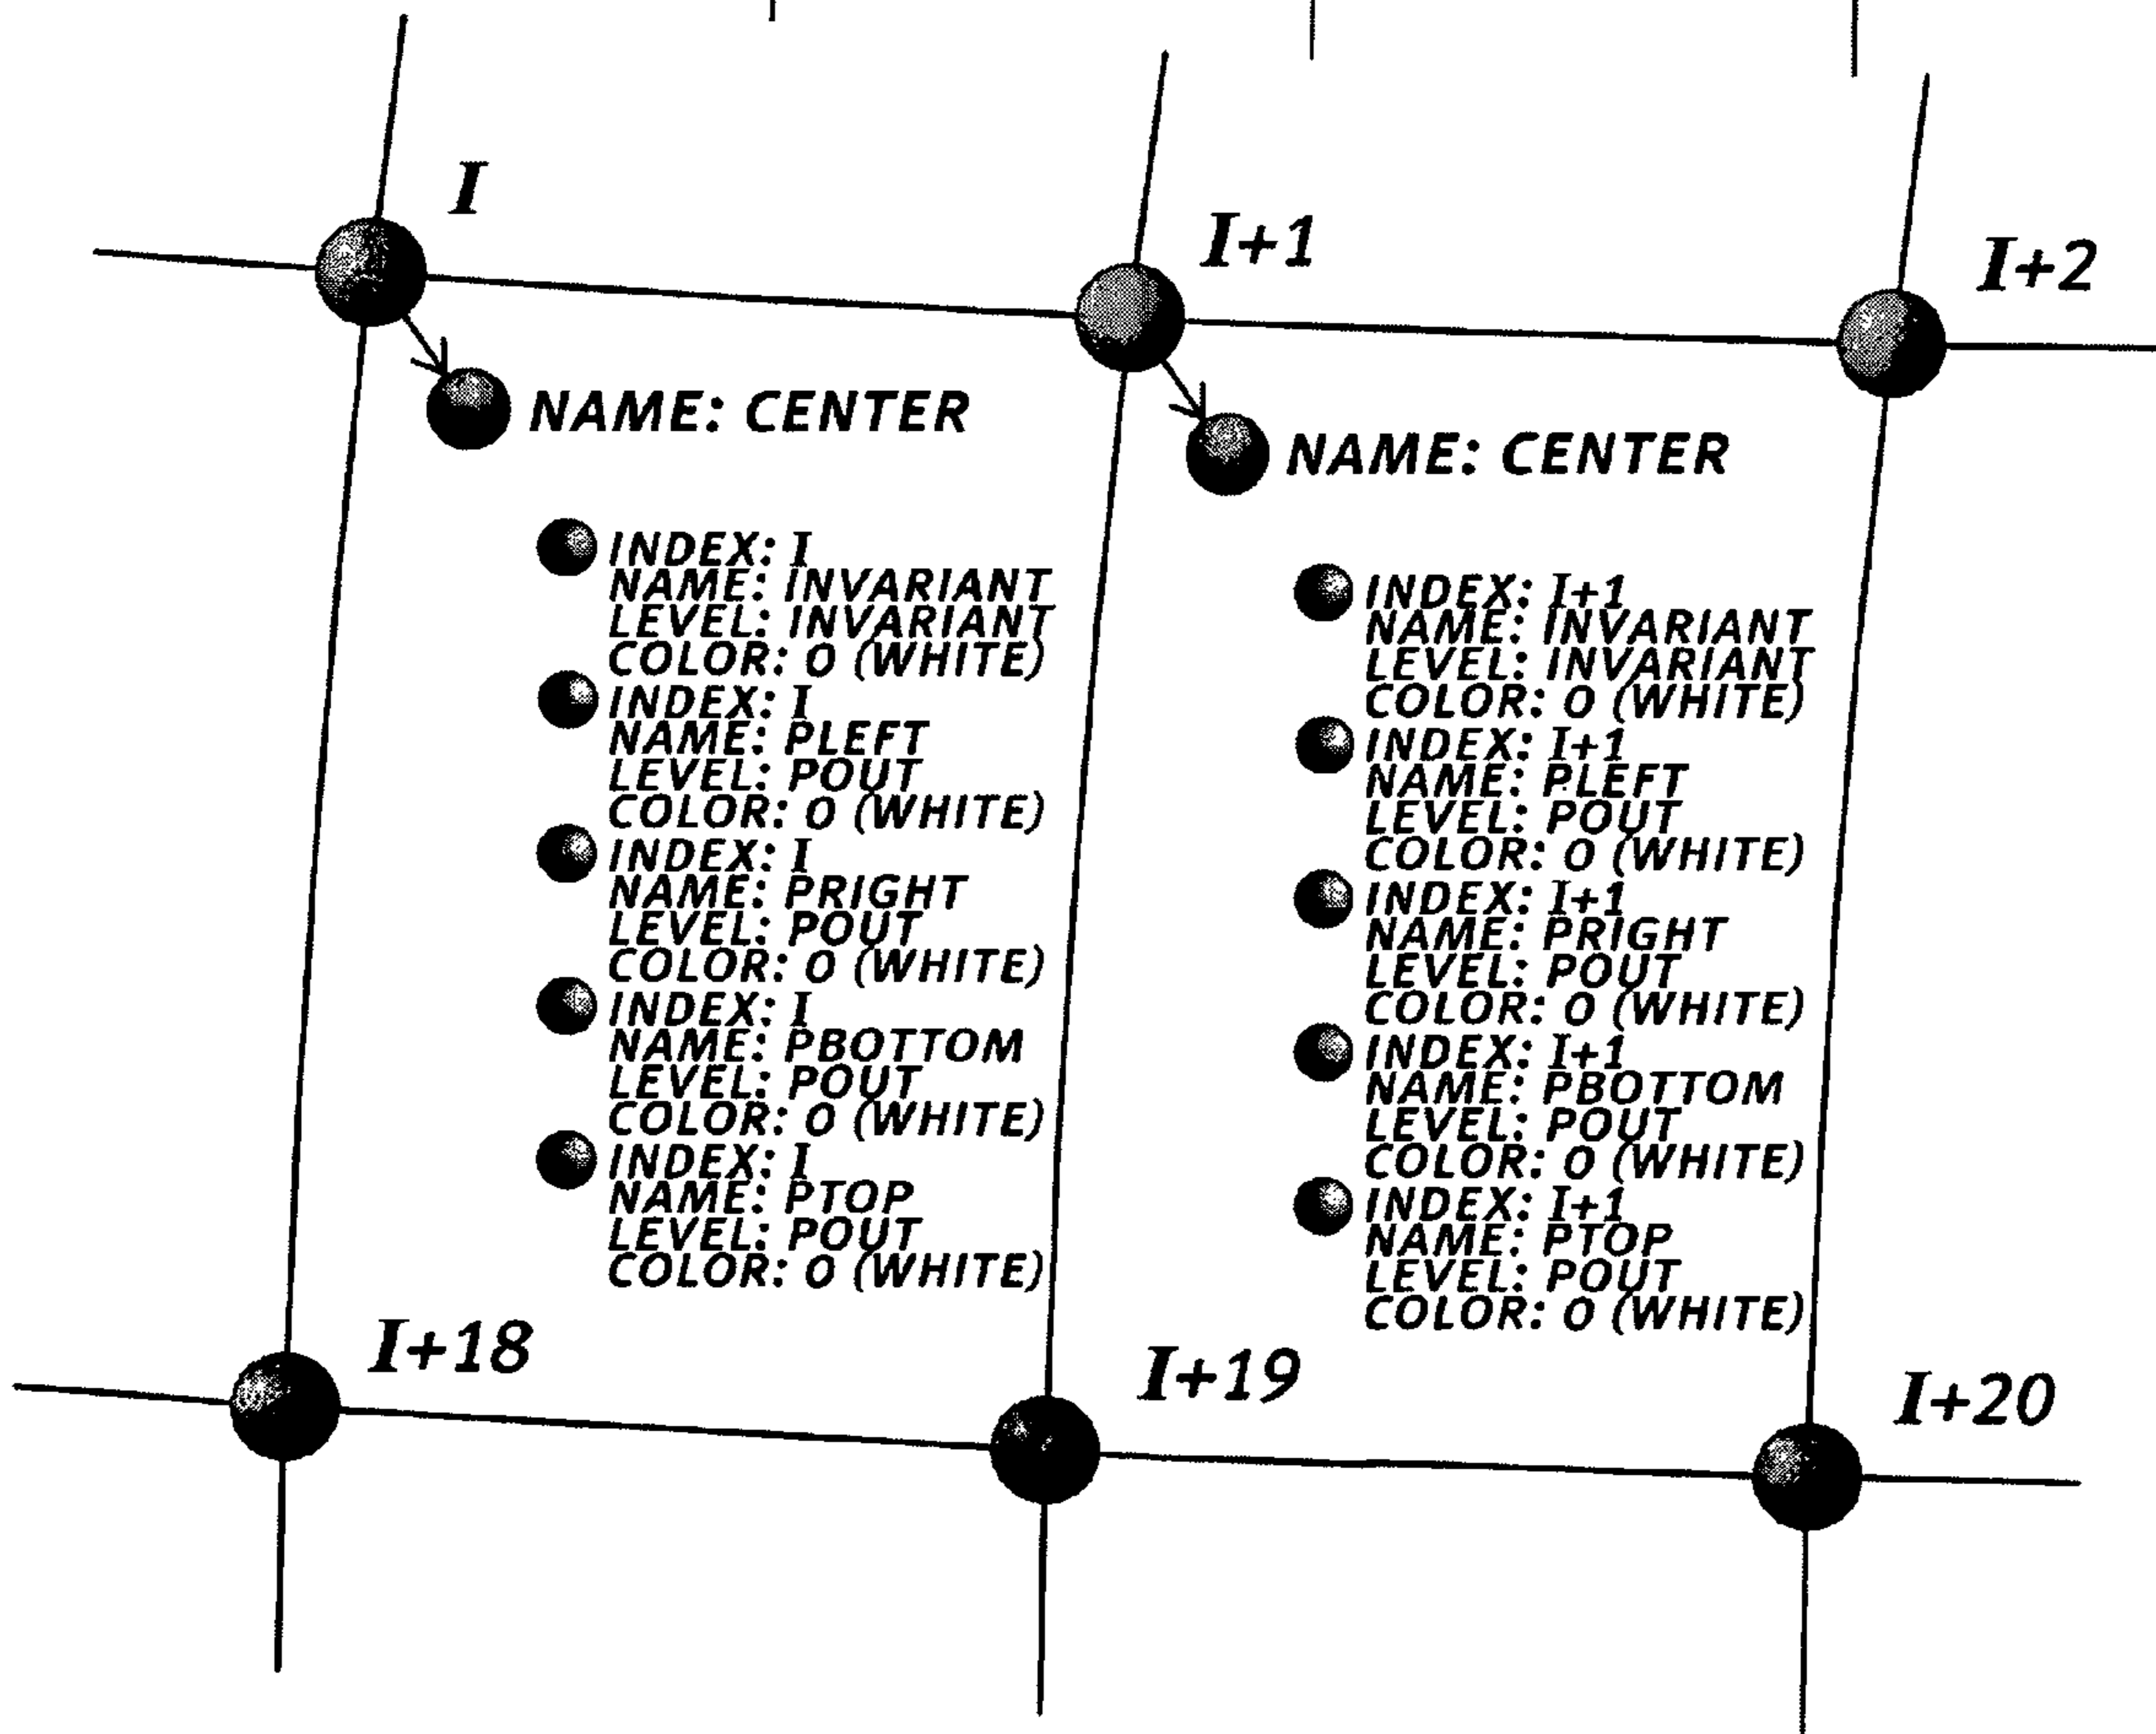 I
I+1
I+2
NAME: CENTER
NAME: CENTER
INDEX: I
NAME: INVARIANT
LEVEL: INVARIANT
COLOR: 0 (WHITE)
INDEX: I
NAME: PLEFT
LEVEL: POUT
COLOR: 0 (WHITE)
INDEX: I
NAME: PRIGHT
LEVEL: POUT
COLOR: 0 (WHITE)
INDEX: I
NAME: PBOTTOM
LEVEL: POUT
COLOR: 0 (WHITE)
INDEX: I
NAME: PTOP
LEVEL: POUT
COLOR: 0 (WHITE)
INDEX: I+1
NAME: INVARIANT
LEVEL: INVARIANT
COLOR: 0 (WHITE)
INDEX: I+1
NAME: PLEFT
LEVEL: POUT
COLOR: 0 (WHITE)
INDEX: I+1
NAME: PRIGHT
LEVEL: POUT
COLOR: 0 (WHITE)
INDEX: I+1
NAME: PBOTTOM
LEVEL: POUT
COLOR: 0 (WHITE)
INDEX: I+1
NAME: PTOP
LEVEL: POUT
COLOR: 0 (WHITE)
I+18
I+19
I+20